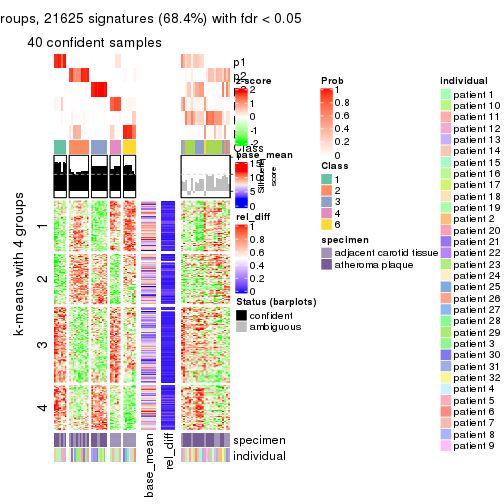 roups, 21625 signatures (68.4%) with fdr < 0.05
40 confident samples
p1
p2
z-score
2
1
0
-1
-2
Class
base_mean
15
10
5
0
Silhouette
score
rel_diff
1
0.8
0.6
0.4
0.2
0
Status (barplots)
confident
ambiguous
Prob
1
0.8
0.6
0.4
0.2
0
Class
1
2
3
4
6
specimen
adjacent carotid tissue
atheroma plaque
individual
patient 1
patient 10
patient 11
patient 12
patient 13
patient 14
patient 15
patient 16
patient 17
patient 18
patient 19
patient 2
patient 20
patient 21
patient 22
patient 23
patient 24
patient 25
patient 26
patient 27
patient 28
patient 29
patient 3
patient 30
patient 31
patient 32
patient 4
patient 5
patient 6
patient 7
patient 8
patient 9
k-means with 4 groups
1
2
3
4
specimen
individual
base_mean
rel_diff